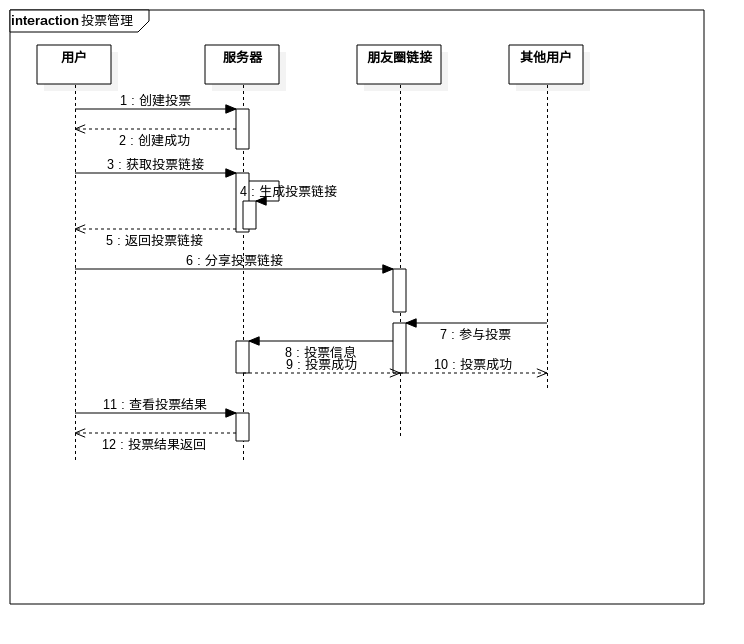 interaction 投票管理
用户
服务器
朋友圈链接
其他用户
1 : 创建投票
2 : 创建成功
3 : 获取投票链接
4 : 生成投票链接
5 : 返回投票链接
6 : 分享投票链接
7 : 参与投票
8 : 投票信息
9 : 投票成功
10 : 投票成功
11 : 查看投票结果
12 : 投票结果返回